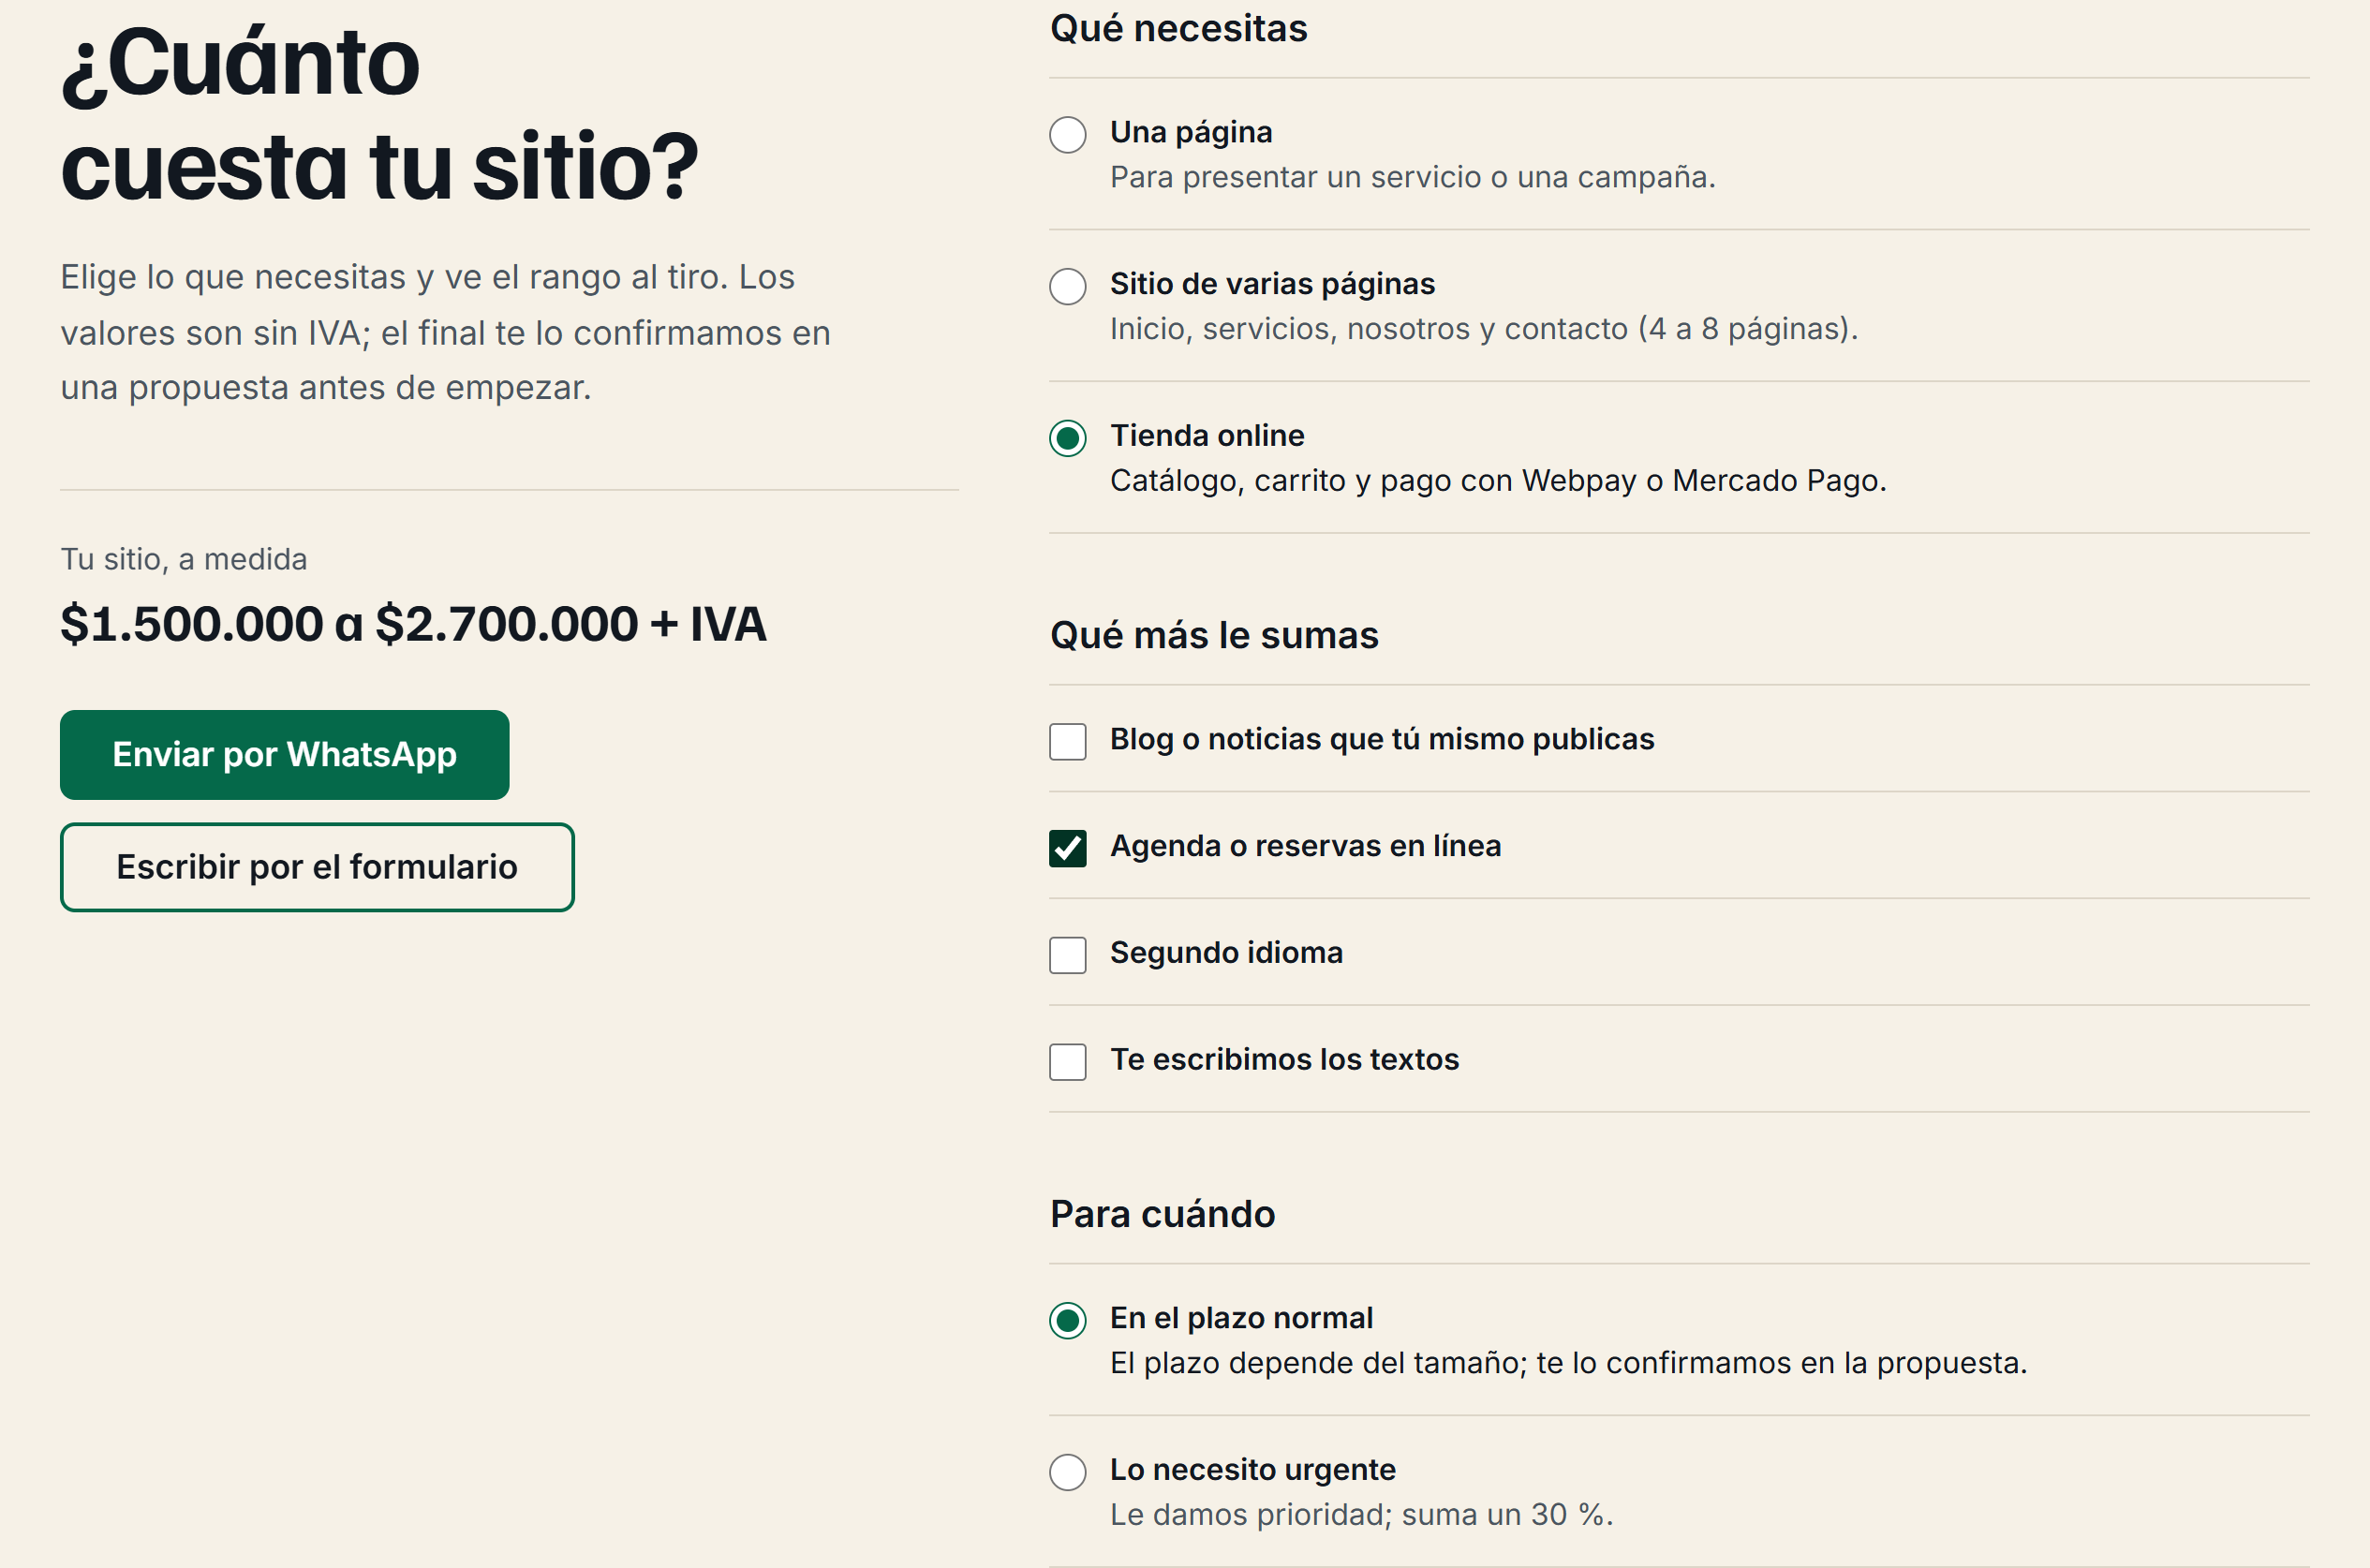 ¿Cuánto
cuesta tu sitio?
Elige lo que necesitas y ve el rango al tiro. Los
valores son sin IVA; el final te lo confirmamos en
una propuesta antes de empezar.
Tu sitio, a medida
$1.500.000 a $2.700.000 + IVA
Enviar por WhatsApp
Escribir por el formulario
Qué necesitas
Una página
Para presentar un servicio o una campaña.
Sitio de varias páginas
Inicio, servicios, nosotros y contacto (4 a 8 páginas).
Tienda online
Catálogo, carrito y pago con Webpay o Mercado Pago.
Qué más le sumas
Blog o noticias que tú mismo publicas
Agenda o reservas en línea
Segundo idioma
Te escribimos los textos
Para cuándo
En el plazo normal
El plazo depende del tamaño; te lo confirmamos en la propuesta.
Lo necesito urgente
Le damos prioridad; suma un 30 %.